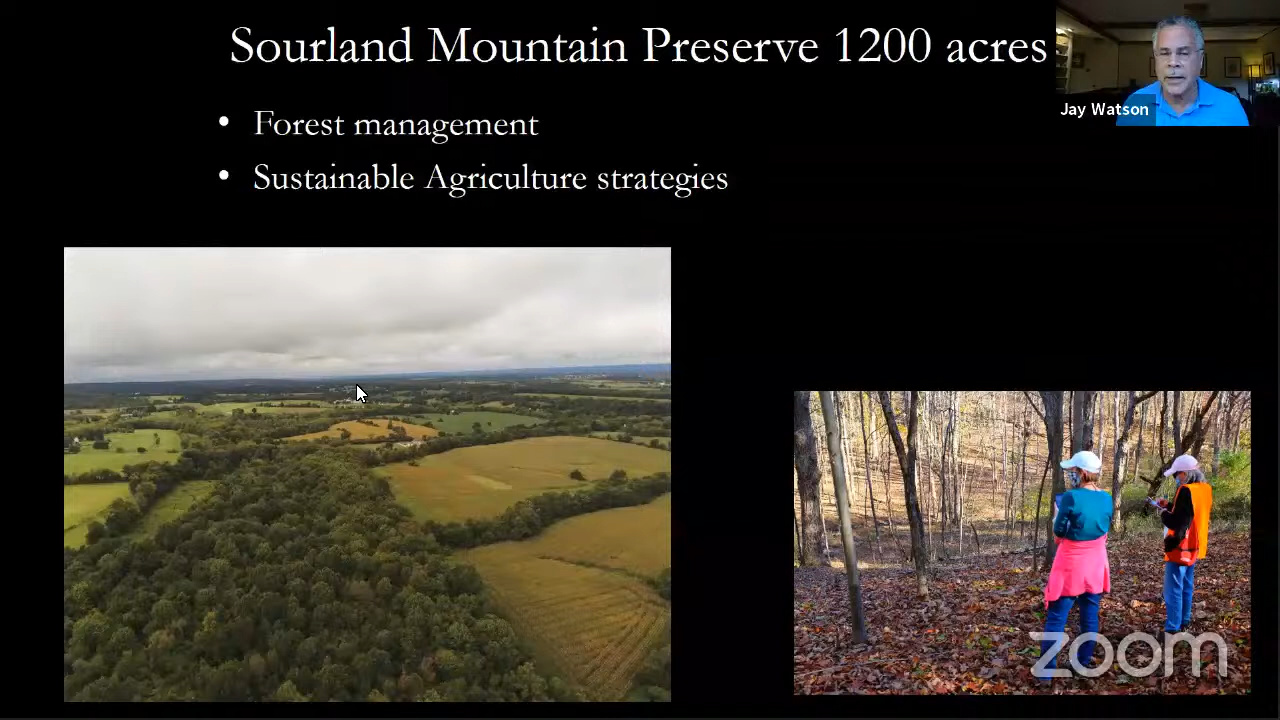 Sourland Mountain Preserve 1200 acres
• Forest management
• Sustainable Agriculture strategies
Jay Watson
zoom